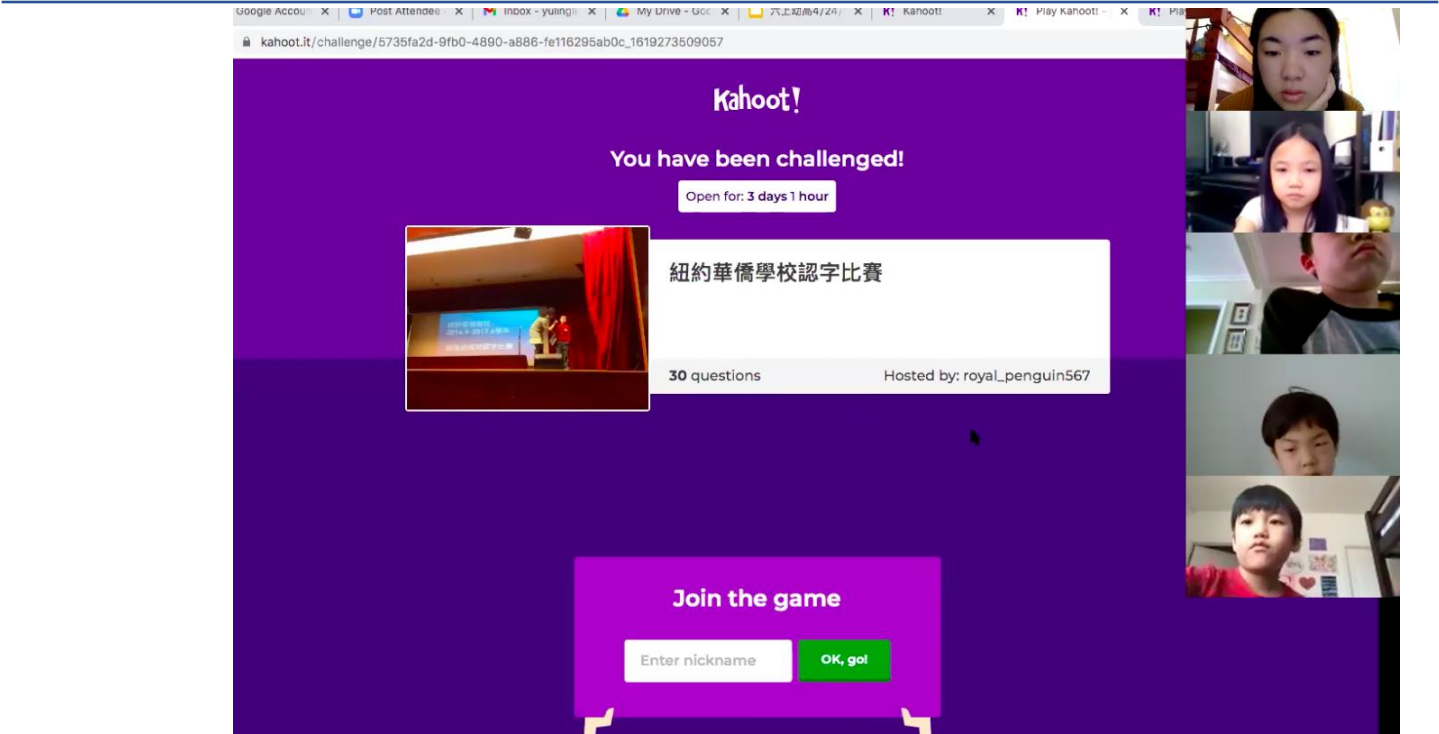 Google Accou
Post Attendee
Inbox - yulingli
My Drive - Goo
六上幼高4/24/
K! Kahoot!
K! Play Kahoot! -
K! Play
kahoot.it/challenge/5735fa2d-9fb0-4890-a886-fe116295ab0c_1619273509057
Kahoot!
You have been challenged!
Open for: 3 days 1 hour
紐約華僑學校認字比賽
30 questions
Hosted by: royal_penguin567
Join the game
Enter nickname
OK, go!